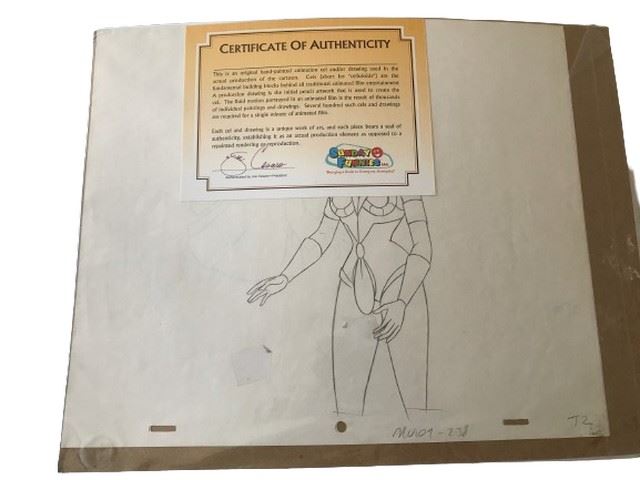 CERTIFICATE OF AUTHENTICITY
This is an original hand-painted animation cel and/or drawing used in the
actual production of the cartoon. Cels (short for "celluloids") are the
fundamental building blocks behind all traditional animated film entertainment
A production drawing is the initial pencil artwork that is used to create the
cel. The fluid motion portrayed in an animated film is the result of thousands
of individual paintings and drawings. Several hundred such cels and drawings
are required for a single minute of animated film.
Each cel and drawing is a unique work of art, and each piece bears a seal of
authenticity, establishing it as an actual production element as opposed to a
repainted rendering or reproduction.
SUNDAY
FUNNIES
T2